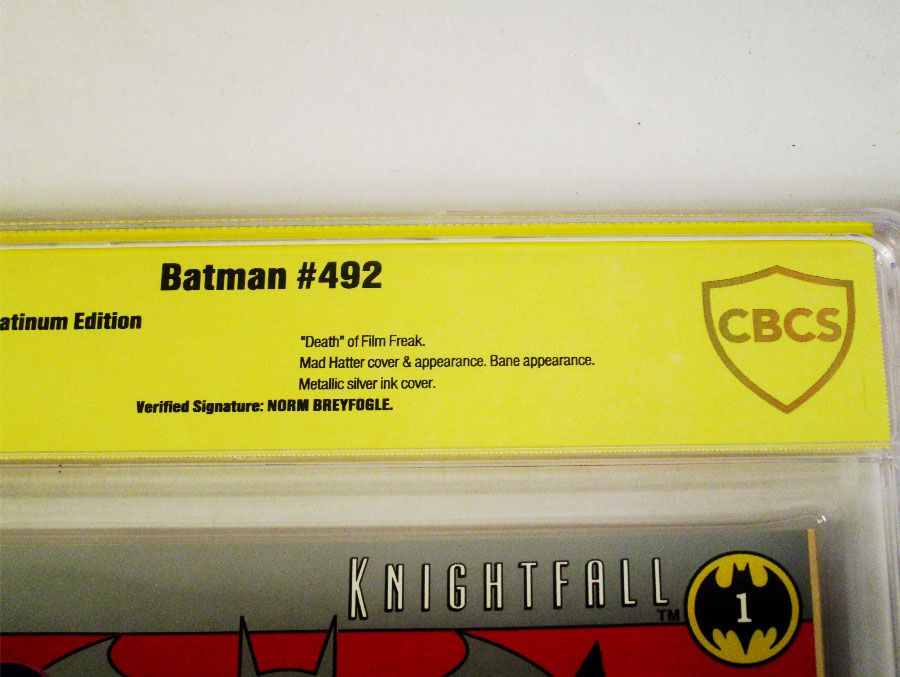 Batman #492
atinum Edition
"Death" of Film Freak.
Mad Hatter cover & appearance. Bane appearance.
Metallic silver ink cover.
Verified Signature: NORM BREYFOGLE.
CBCS
KNIGHTFALL TM
1